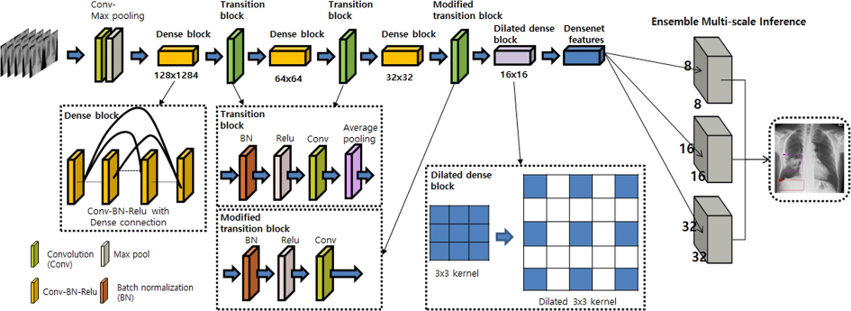 Conv-
Max pooling
Dense block
128x1284
Transition
block
Dense block
64x64
Transition
block
Dense block
32x32
Modified
transition block
Dilated dense
block
16x16
Densenet
features
Ensemble Multi-scale Inference
8
8
16
16
32
32
Dense block
Conv-BN-Relu with
Dense connection
Transition
block
BN
Relu
Conv
Average
pooling
Modified
transition block
BN
Relu
Conv
Dilated dense
block
3x3 kernel
Dilated 3x3 kernel
Convolution
(Conv)
Max pool
Conv-BN-Relu
Batch normalization
(BN)